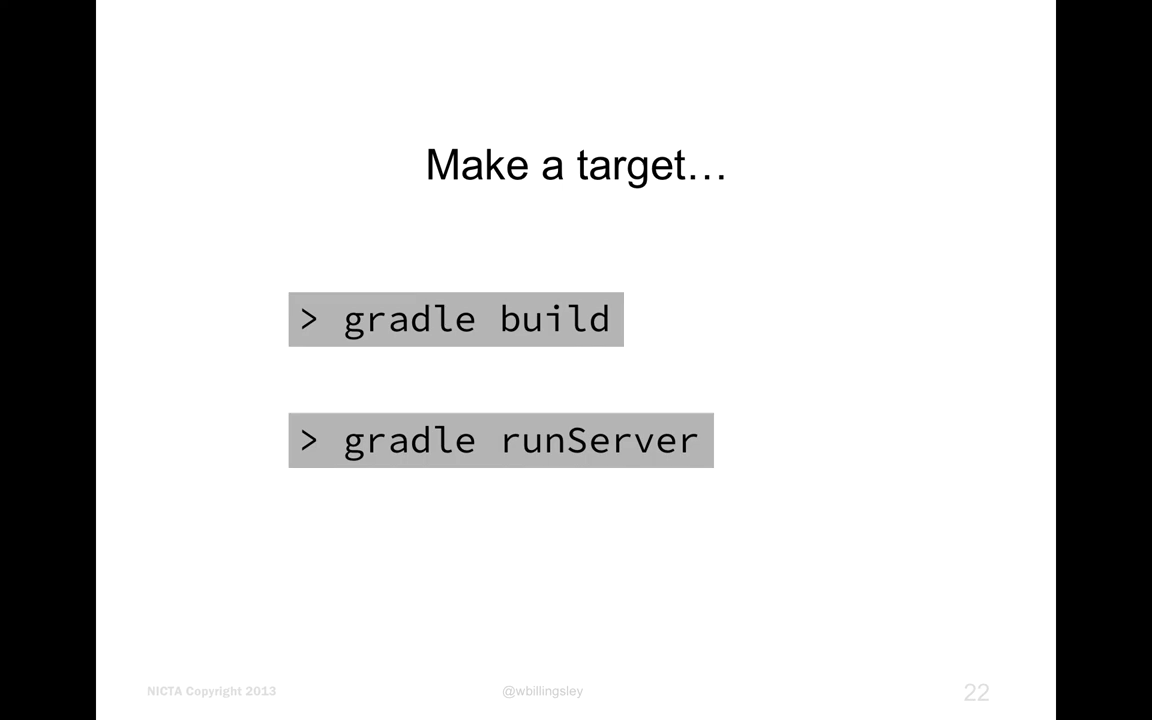 Make a target…
> gradle build
> gradle runServer
NICTA Copyright 2013
@wbillingsley
22